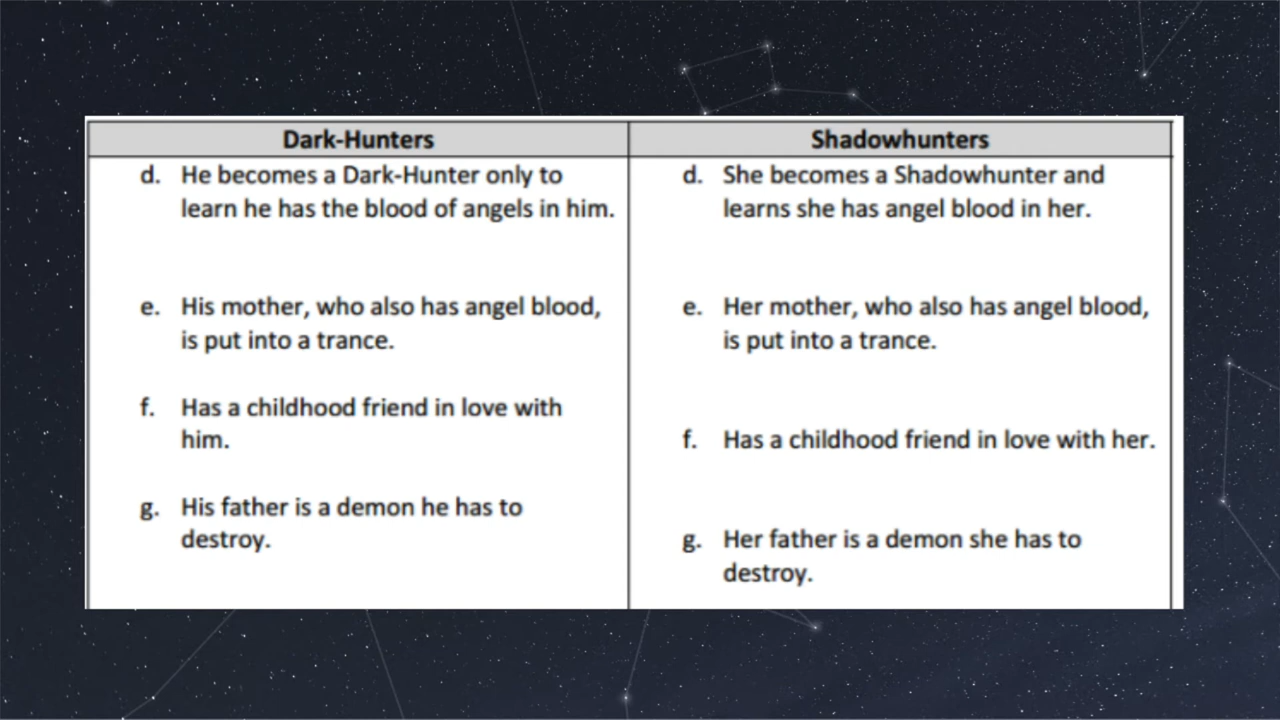 Dark-Hunters
d. He becomes a Dark-Hunter only to
learn he has the blood of angels in him.
e. His mother, who also has angel blood,
is put into a trance.
f. Has a childhood friend in love with
him.
g. His father is a demon he has to
destroy.
Shadowhunters
d. She becomes a Shadowhunter and
learns she has angel blood in her.
e. Her mother, who also has angel blood,
is put into a trance.
f. Has a childhood friend in love with her.
g. Her father is a demon she has to
destroy.